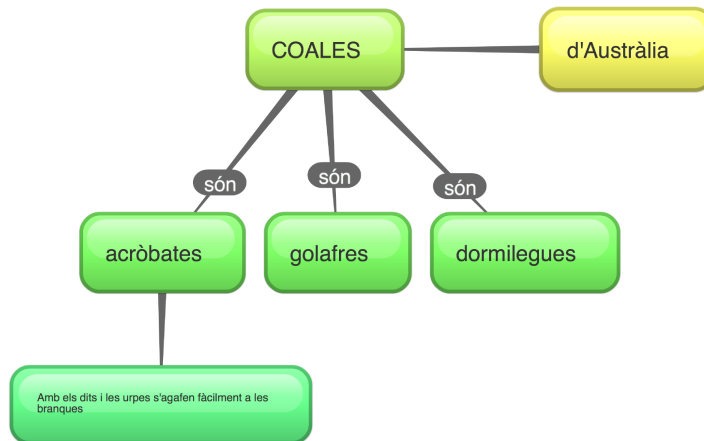 COALES
d'Austràlia
són
són
són
acròbates
golafres
dormilegues
Amb els dits i les urpes s'agafen fàcilment a les
branques